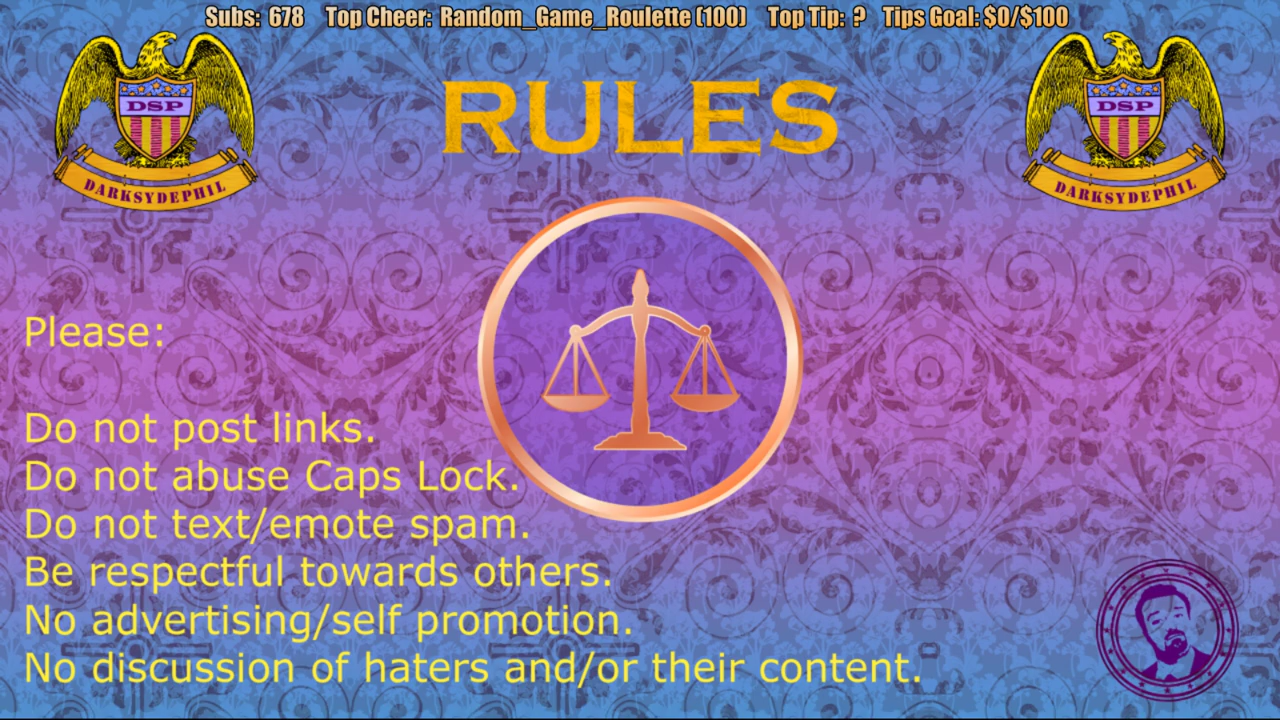 Subs: 678 Top Cheer: Random_Game_Roulette (100) Top Tip: ? Tips Goal: $0/$100
RULES
DSP
DARKSYDEPHIL
DSP
DARKSYDEPHIL
Please:
Do not post links.
Do not abuse Caps Lock.
Do not text/emote spam.
Be respectful towards others.
No advertising/self promotion.
No discussion of haters and/or their content.